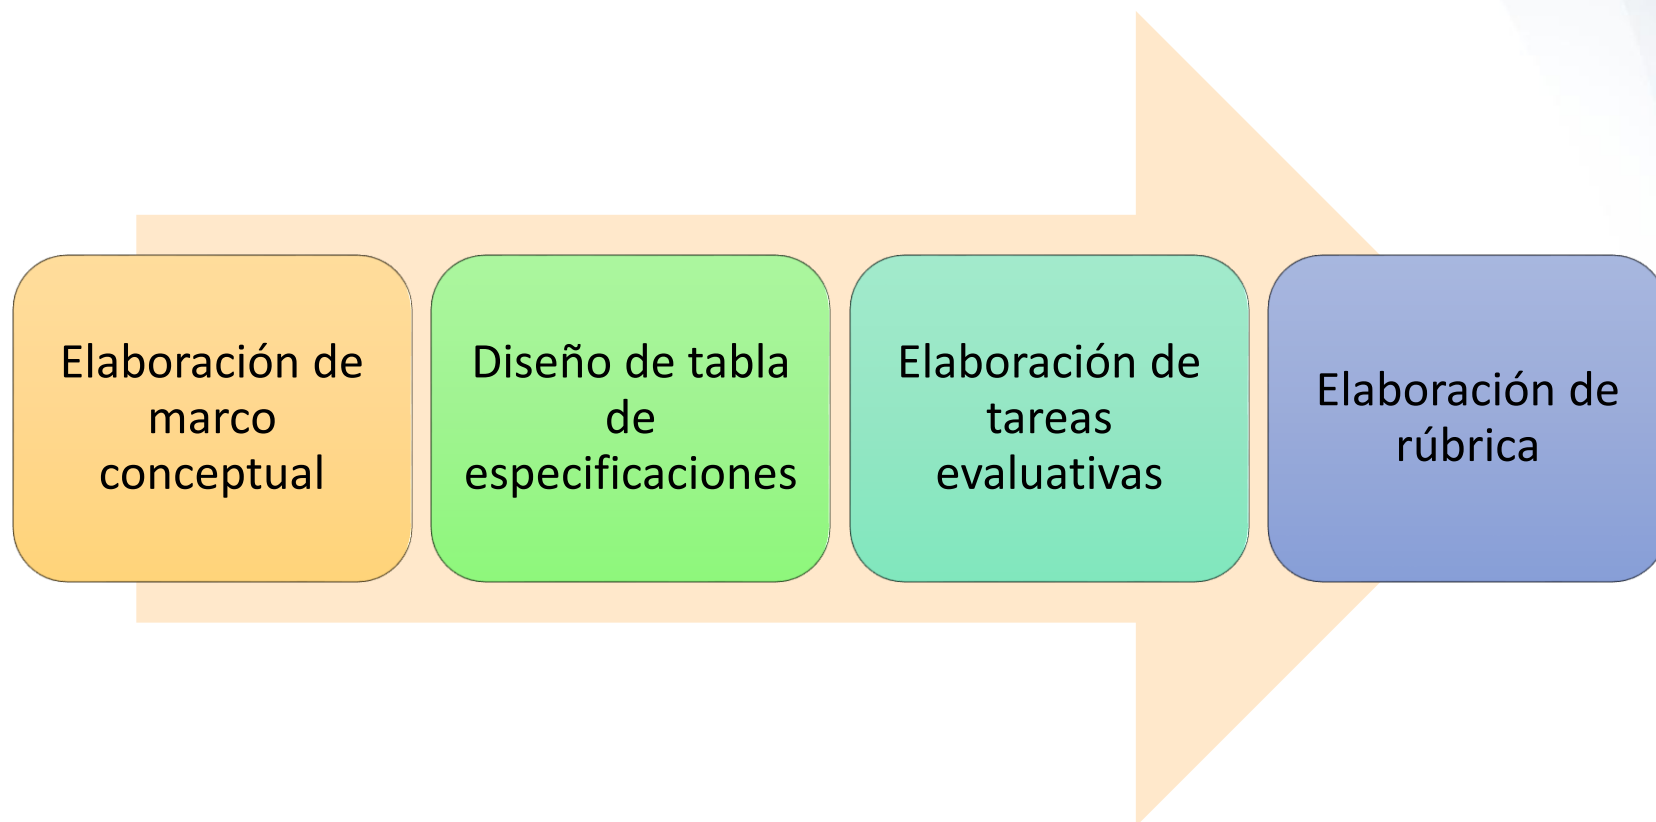 Elaboración de
marco
conceptual
Diseño de tabla
de
especificaciones
Elaboración de
tareas
evaluativas
Elaboración de
rúbrica